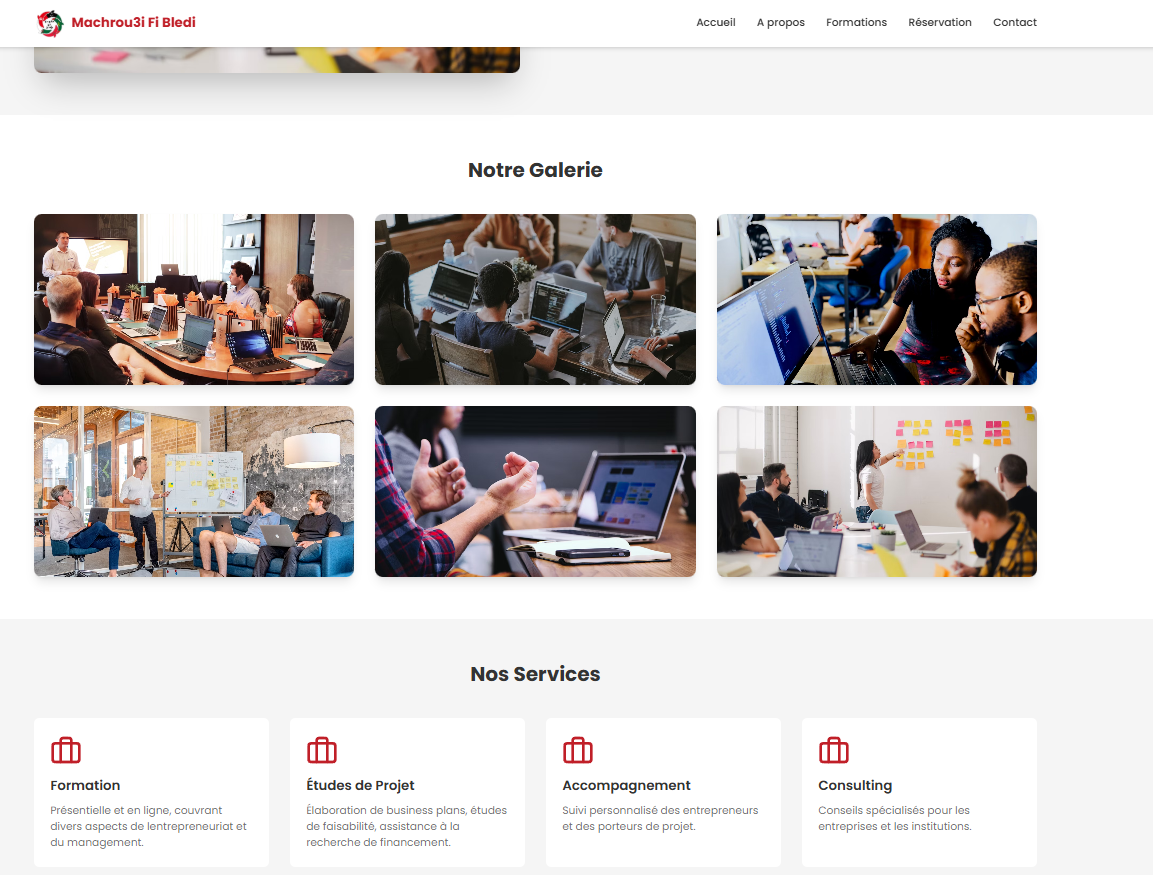 Machrou3i Fi Bledi
Accueil
A propos
Formations
Réservation
Contact
Notre Galerie
Nos Services
Formation
Présentielle et en ligne, couvrant
divers aspects de lentrepreneuriat et
du management.
Études de Projet
Élaboration de business plans, études
de faisabilité, assistance à la
recherche de financement.
Accompagnement
Suivi personnalisé des entrepreneurs
et des porteurs de projet.
Consulting
Conseils spécialisés pour les
entreprises et les institutions.